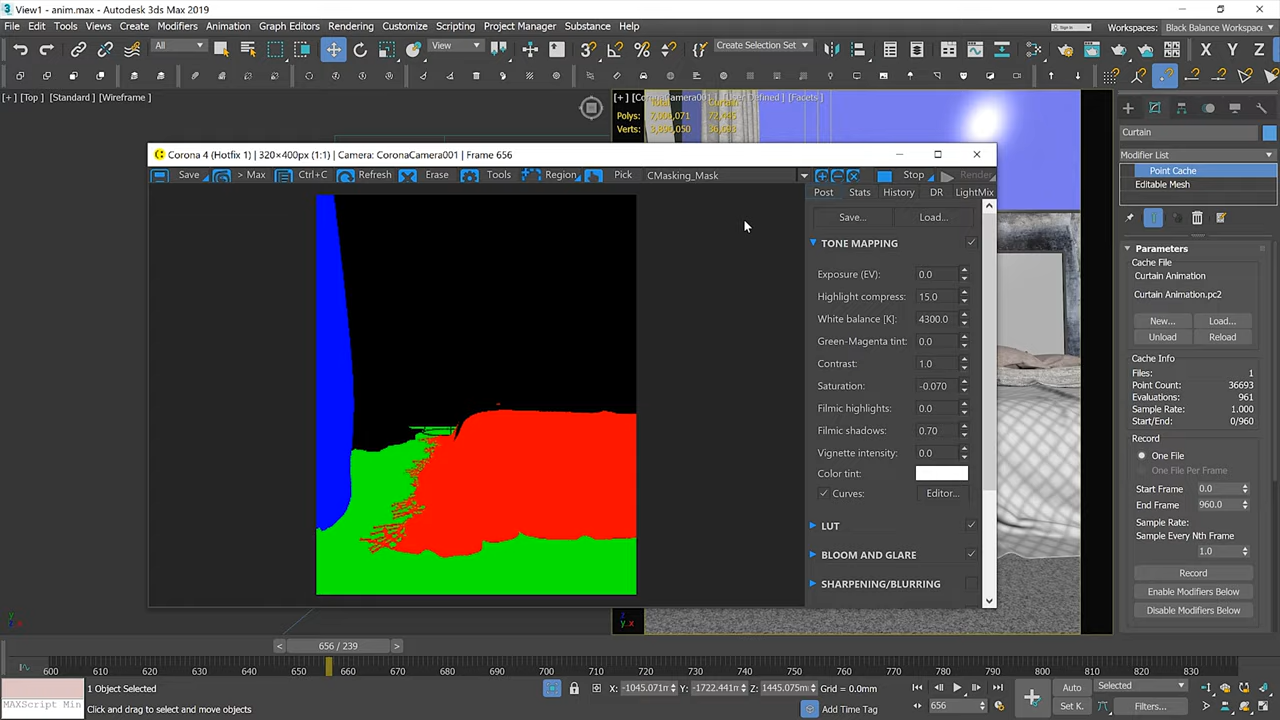 View1 - anim.max - Autodesk 3ds Max 2019
File Edit Tools Views Create Modifiers Animation Graph Editors Rendering Customize Scripting Project Manager Substance Help
Workspaces: Black Balance Workspac
All View Create Selection Set X Y Z
[+] [Top] [Standard] [Wireframe]
Total
Polys: 72,445
Verts: 36,693
Corona 4 (Hotfix 1) | 320×400px (1:1) | Camera: CoronaCamera001 | Frame 656
Save > Max Ctrl+C Refresh Erase Tools Region Pick CMasking_Mask Stop Render
Post Stats History DR LightMix
Save... Load...
TONE MAPPING
Exposure (EV): 0.0
Highlight compress: 15.0
White balance [K]: 4300.0
Green-Magenta tint: 0.0
Contrast: 1.0
Saturation: -0.070
Filmic highlights: 0.0
Filmic shadows: 0.70
Vignette intensity: 0.0
Color tint:
Curves: Editor...
LUT
BLOOM AND GLARE
SHARPENING/BLURRING
Curtain
Modifier List
Point Cache
Editable Mesh
Parameters
Cache File
Curtain Animation
Curtain Animation.pc2
New... Load...
Unload Reload
Cache Info
Files: 1
Point Count: 36693
Evaluations: 961
Sample Rate: 1.000
Start/End: 0/960
Record
One File
One File Per Frame
Start Frame 0.0
End Frame 960.0
Sample Rate:
Sample Every Nth Frame
1.0
Record
Enable Modifiers Below
Disable Modifiers Below
656 / 239
600 610 620 630 640 650 660 670 680 690 700 710 720 730 740 750 760 770 780 790 800 810 820 830
1 Object Selected X: -1045.071m Y: -1722.441m Z: 1445.075m Grid = 0.0mm Auto Selected
MAXScript Min Click and drag to select and move objects Add Time Tag 656 Set K. Filters...